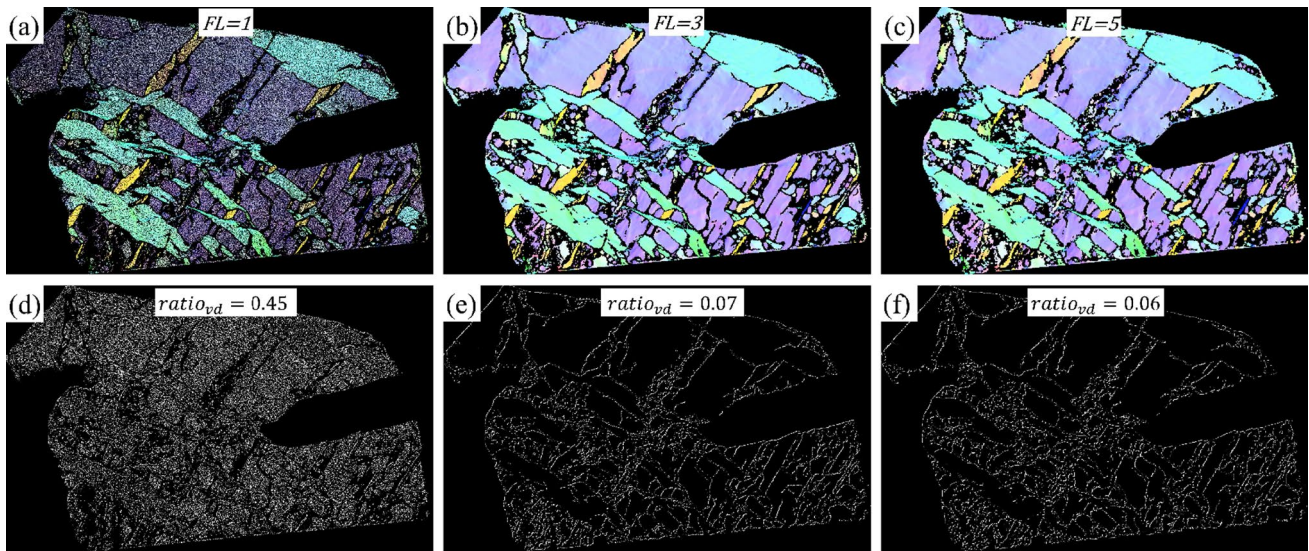 (a) FL=1
(b) FL=3
(c) FL=5
(d) ratio_vd = 0.45
(e) ratio_vd = 0.07
(f) ratio_vd = 0.06